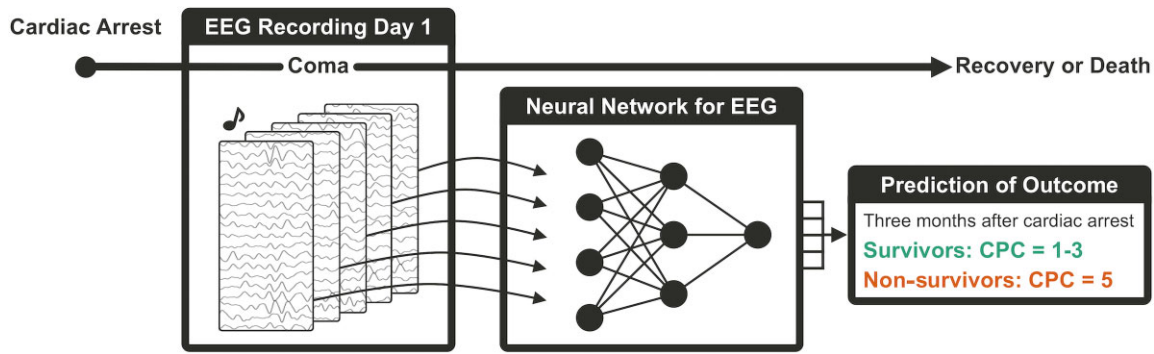 Cardiac Arrest
EEG Recording Day 1
Coma
Recovery or Death
Neural Network for EEG
Prediction of Outcome
Three months after cardiac arrest
Survivors: CPC = 1-3
Non-survivors: CPC = 5